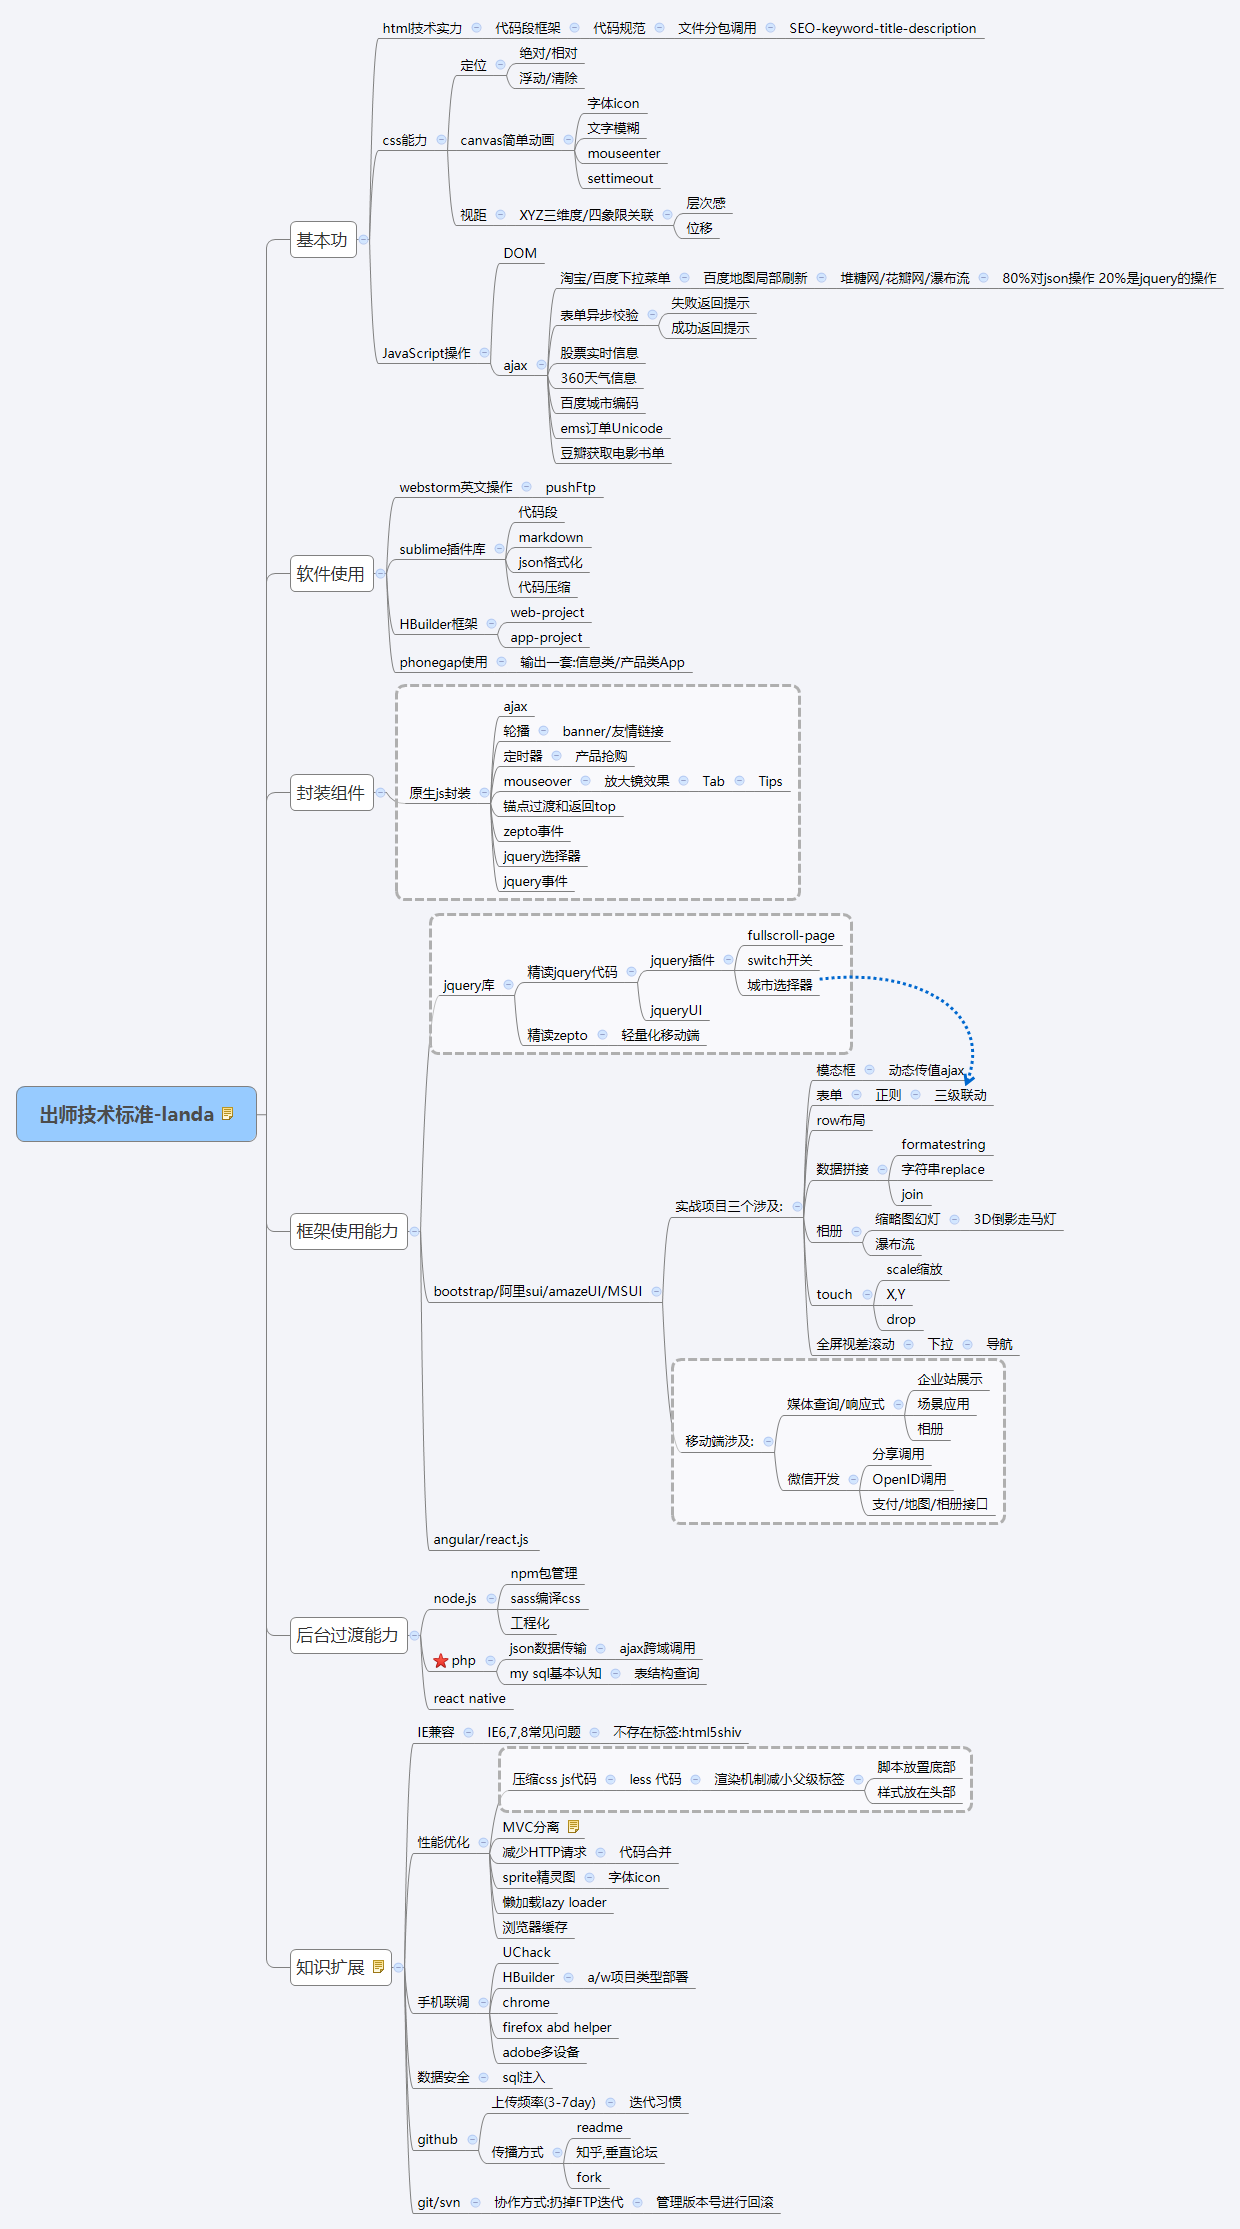 出师技术标准-landa
基本功
html技术实力 代码段框架 代码规范 文件分包调用 SEO-keyword-title-description
css能力
定位
绝对/相对
浮动/清除
canvas简单动画
字体icon
文字模糊
mouseenter
settimeout
视距 XYZ三维度/四象限关联
层次感
位移
JavaScript操作
DOM
ajax
淘宝/百度下拉菜单 百度地图局部刷新 堆糖网/花瓣网/瀑布流 80%对json操作 20%是jquery的操作
表单异步校验
失败返回提示
成功返回提示
股票实时信息
360天气信息
百度城市编码
ems订单Unicode
豆瓣获取电影书单
软件使用
webstorm英文操作 pushFtp
sublime插件库
代码段
markdown
json格式化
代码压缩
HBuilder框架
web-project
app-project
phonegap使用 输出一套:信息类/产品类App
封装组件
原生js封装
ajax
轮播 banner/友情链接
定时器 产品抢购
mouseover 放大镜效果 Tab Tips
锚点过渡和返回top
zepto事件
jquery选择器
jquery事件
框架使用能力
jquery库
精读jquery代码
jquery插件
fullscroll-page
switch开关
城市选择器
jqueryUI
精读zepto 轻量化移动端
bootstrap/阿里sui/amazeUI/MSUI
实战项目三个涉及:
模态框 动态传值ajax
表单 正则 三级联动
row布局
数据拼接
formatestring
字符串replace
join
相册
缩略图幻灯 3D倒影走马灯
瀑布流
touch
scale缩放
X,Y
drop
全屏视差滚动 下拉 导航
移动端涉及:
媒体查询/响应式
企业站展示
场景应用
相册
微信开发
分享调用
OpenID调用
支付/地图/相册接口
angular/react.js
后台过渡能力
node.js
npm包管理
sass编译css
工程化
php
json数据传输 ajax跨域调用
my sql基本认知 表结构查询
react native
知识扩展
IE兼容 IE6,7,8常见问题 不存在标签:html5shiv
性能优化
压缩css js代码 less 代码 渲染机制减小父级标签
脚本放置底部
样式放在头部
MVC分离
减少HTTP请求 代码合并
sprite精灵图 字体icon
懒加载lazy loader
浏览器缓存
手机联调
UChack
HBuilder a/w项目类型部署
chrome
firefox abd helper
adobe多设备
数据安全 sql注入
github
上传频率(3-7day) 迭代习惯
传播方式
readme
知乎,垂直论坛
fork
git/svn 协作方式:扔掉FTP迭代 管理版本号进行回滚